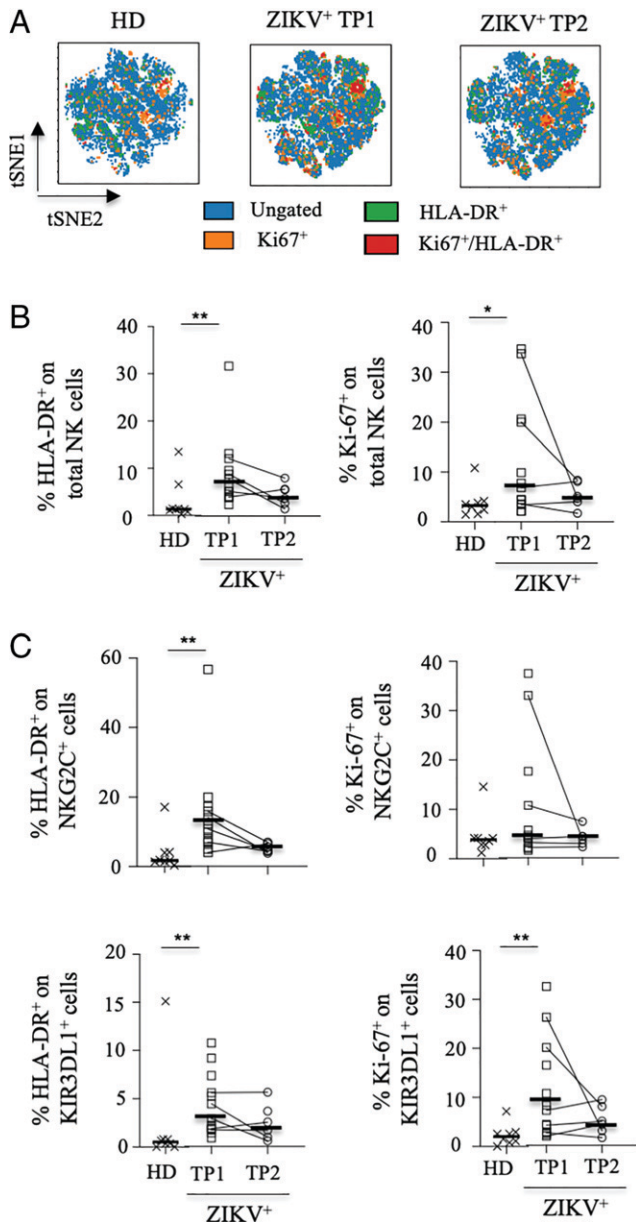 A
HD
ZIKV⁺ TP1
ZIKV⁺ TP2
tSNE1
tSNE2
Ungated
HLA-DR⁺
Ki67⁺
Ki67⁺/HLA-DR⁺
B
% HLA-DR⁺ on
total NK cells
40
30
20
10
0
**
HD
TP1
TP2
ZIKV⁺
% Ki-67⁺ on
total NK cells
40
30
20
10
0
*
HD
TP1
TP2
ZIKV⁺
C
% HLA-DR⁺ on
NKG2C⁺ cells
60
40
20
0
**
% Ki-67⁺ on
NKG2C⁺ cells
40
30
20
10
0
% HLA-DR⁺ on
KIR3DL1⁺ cells
20
15
10
5
0
**
HD
TP1
TP2
ZIKV⁺
% Ki-67⁺ on
KIR3DL1⁺ cells
40
30
20
10
0
**
HD
TP1
TP2
ZIKV⁺